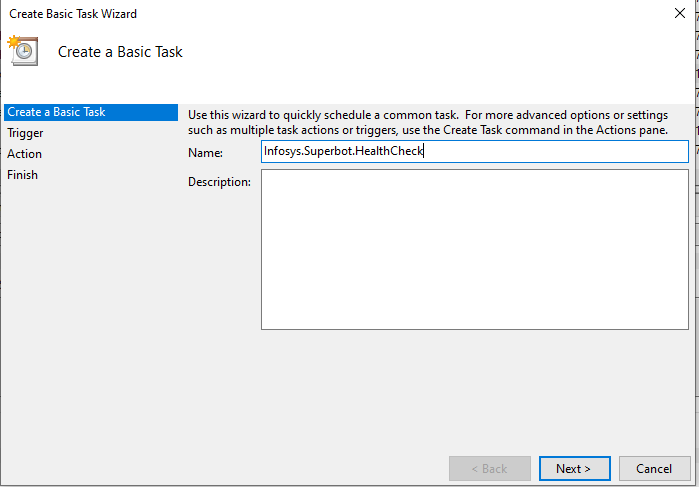 Create Basic Task Wizard
Create a Basic Task
Create a Basic Task
Trigger
Action
Finish
Use this wizard to quickly schedule a common task. For more advanced options or settings
such as multiple task actions or triggers, use the Create Task command in the Actions pane.
Name: Infosys.Superbot.HealthCheck
Description:
< Back Next > Cancel